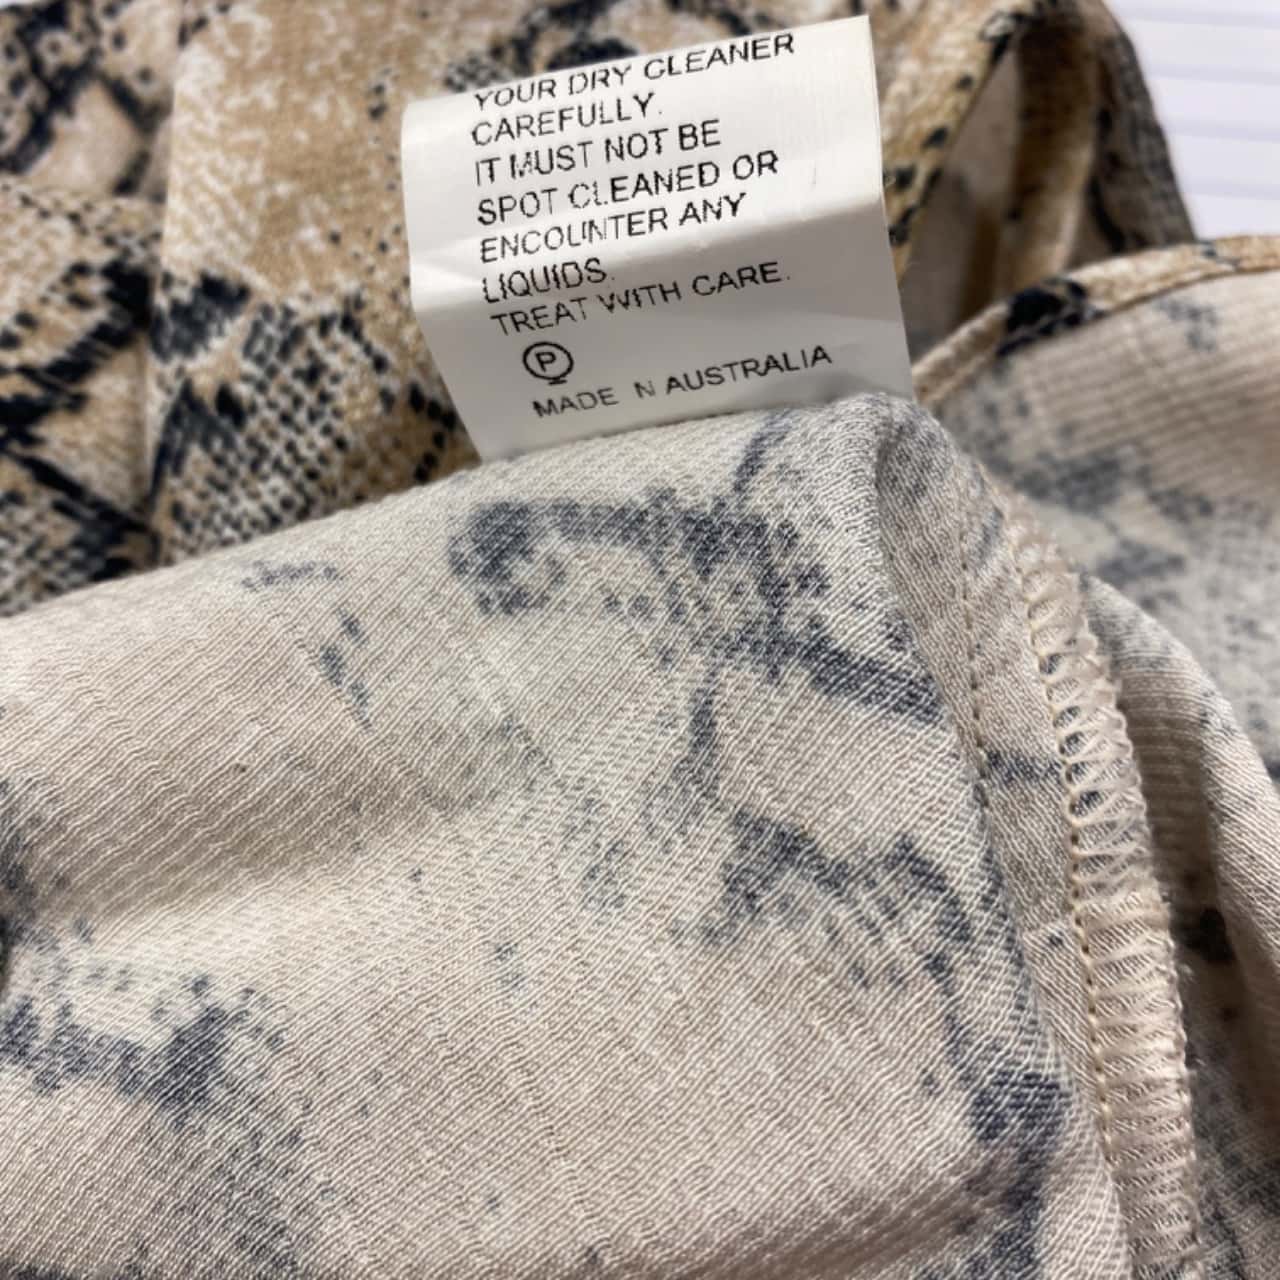 YOUR DRY CLEANER
CAREFULLY.
IT MUST NOT BE
SPOT CLEANED OR
ENCOUNTER ANY
LIQUIDS.
TREAT WITH CARE.
P
MADE N AUSTRALIA